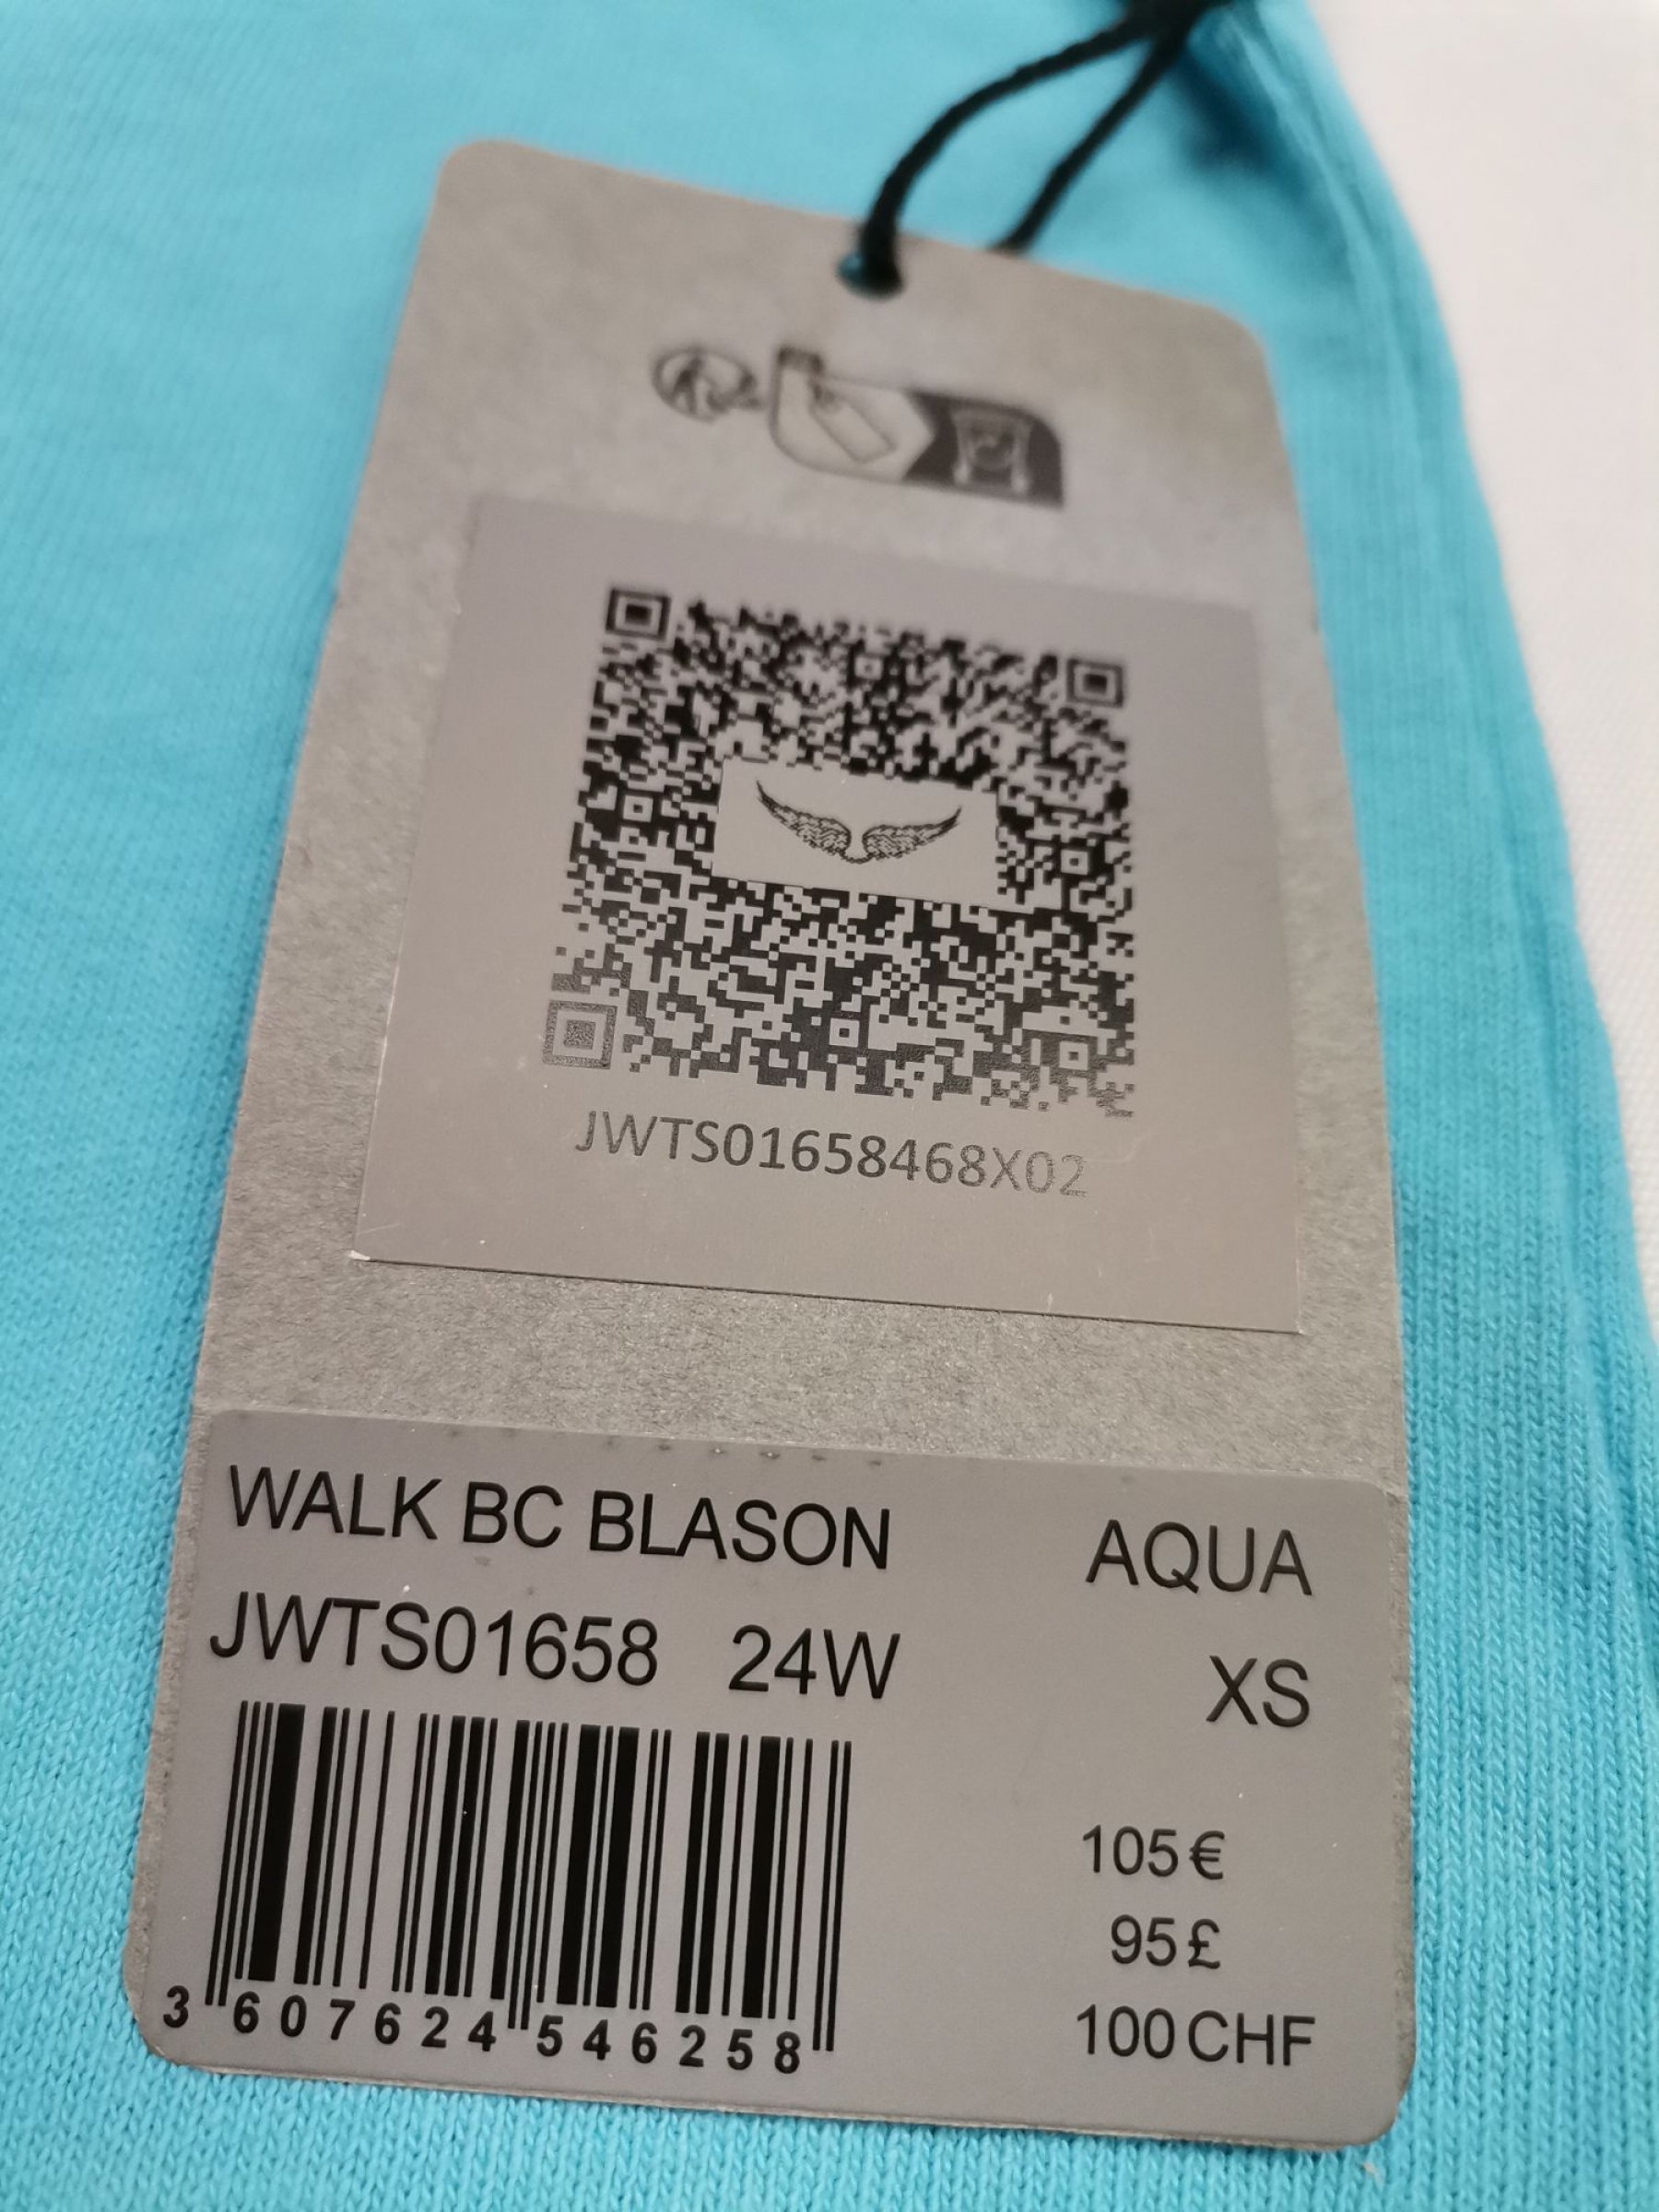 JWTS01658468X02
WALK BC BLASON AQUA
JWTS01658 24W XS
105€
95£
100CHF
3 607624 546258